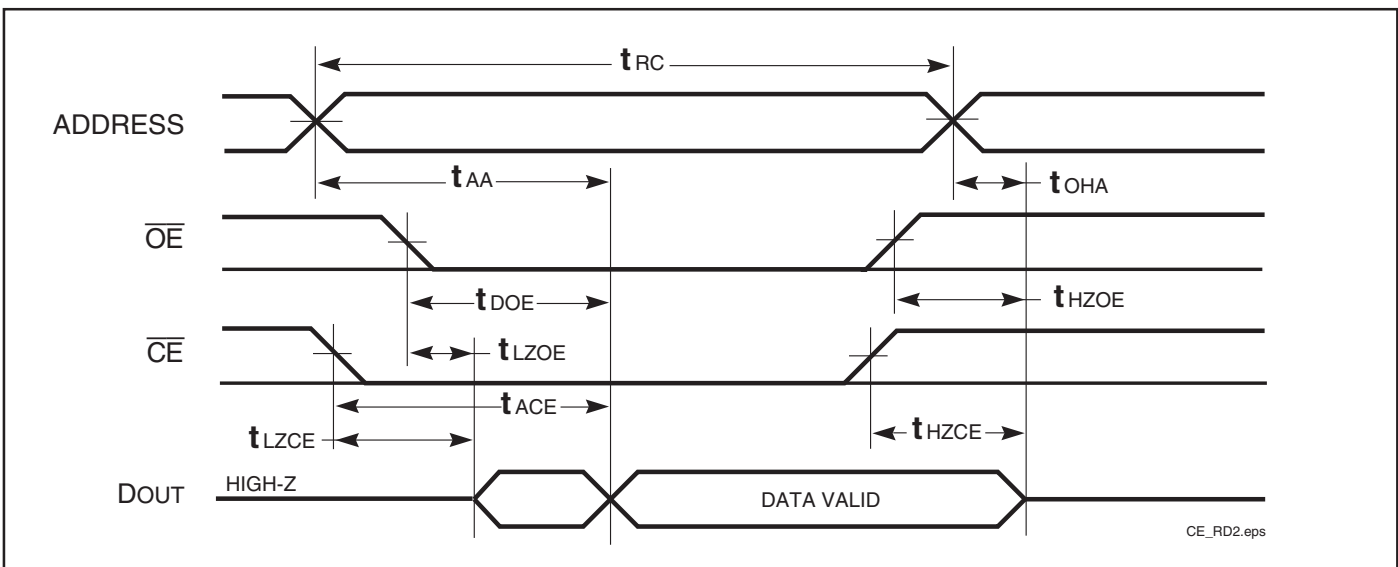 tRC
ADDRESS
tAA
tOHA
OE
tDOE
tHZOE
CE
tLZOE
tACE
tLZCE
tHZCE
DOUT
HIGH-Z
DATA VALID
CE_RD2.eps